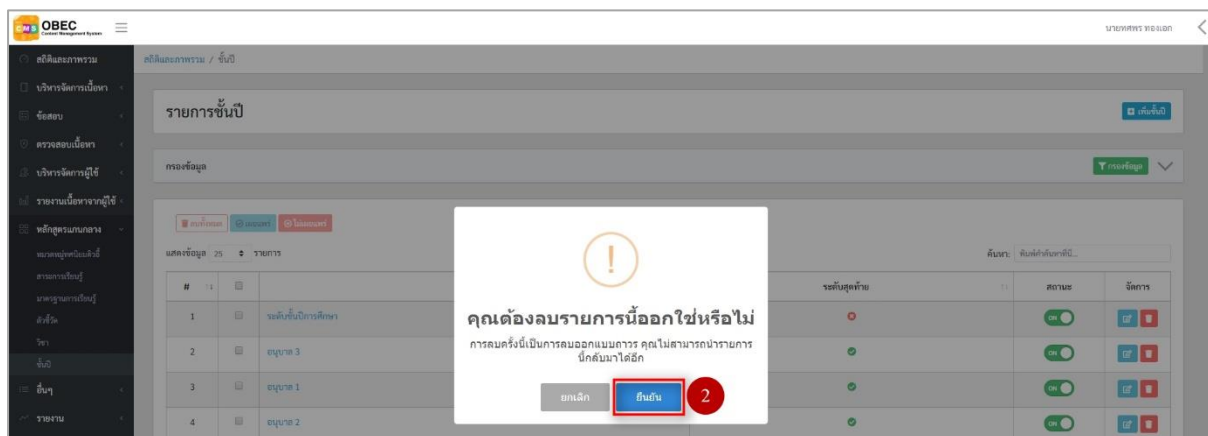 CMS OBEC
Content Management System
นายทศพร ทองเอก
สถิติและภาพรวม
สถิติและภาพรวม / ชั้นปี
บริหารจัดการเนื้อหา
รายการชั้นปี
เพิ่มชั้นปี
ข้อสอบ
ตรวจสอบเนื้อหา
กรองข้อมูล
กรองข้อมูล
บริหารจัดการผู้ใช้
รายงานเนื้อหาจากผู้ใช้
ลบทั้งหมด เผยแพร่ ไม่เผยแพร่
หลักสูตรแกนกลาง
แสดงข้อมูล 25 รายการ
ค้นหา: พิมพ์คำค้นหาที่นี่...
สาระการเรียนรู้
มาตรฐานการเรียนรู้
ตัวชี้วัด
วิชา
ชั้นปี
อื่นๆ
รายงาน
# ระดับสุดท้าย สถานะ จัดการ
1 ระดับชั้นปีการศึกษา ON
2 อนุบาล 3 ON
3 อนุบาล 1 ON
4 อนุบาล 2 ON
!
คุณต้องลบรายการนี้ออกใช่หรือไม่
การลบครั้งนี้เป็นการลบออกแบบถาวร คุณไม่สามารถนำรายการ
นี้กลับมาได้อีก
ยกเลิก ยืนยัน 2